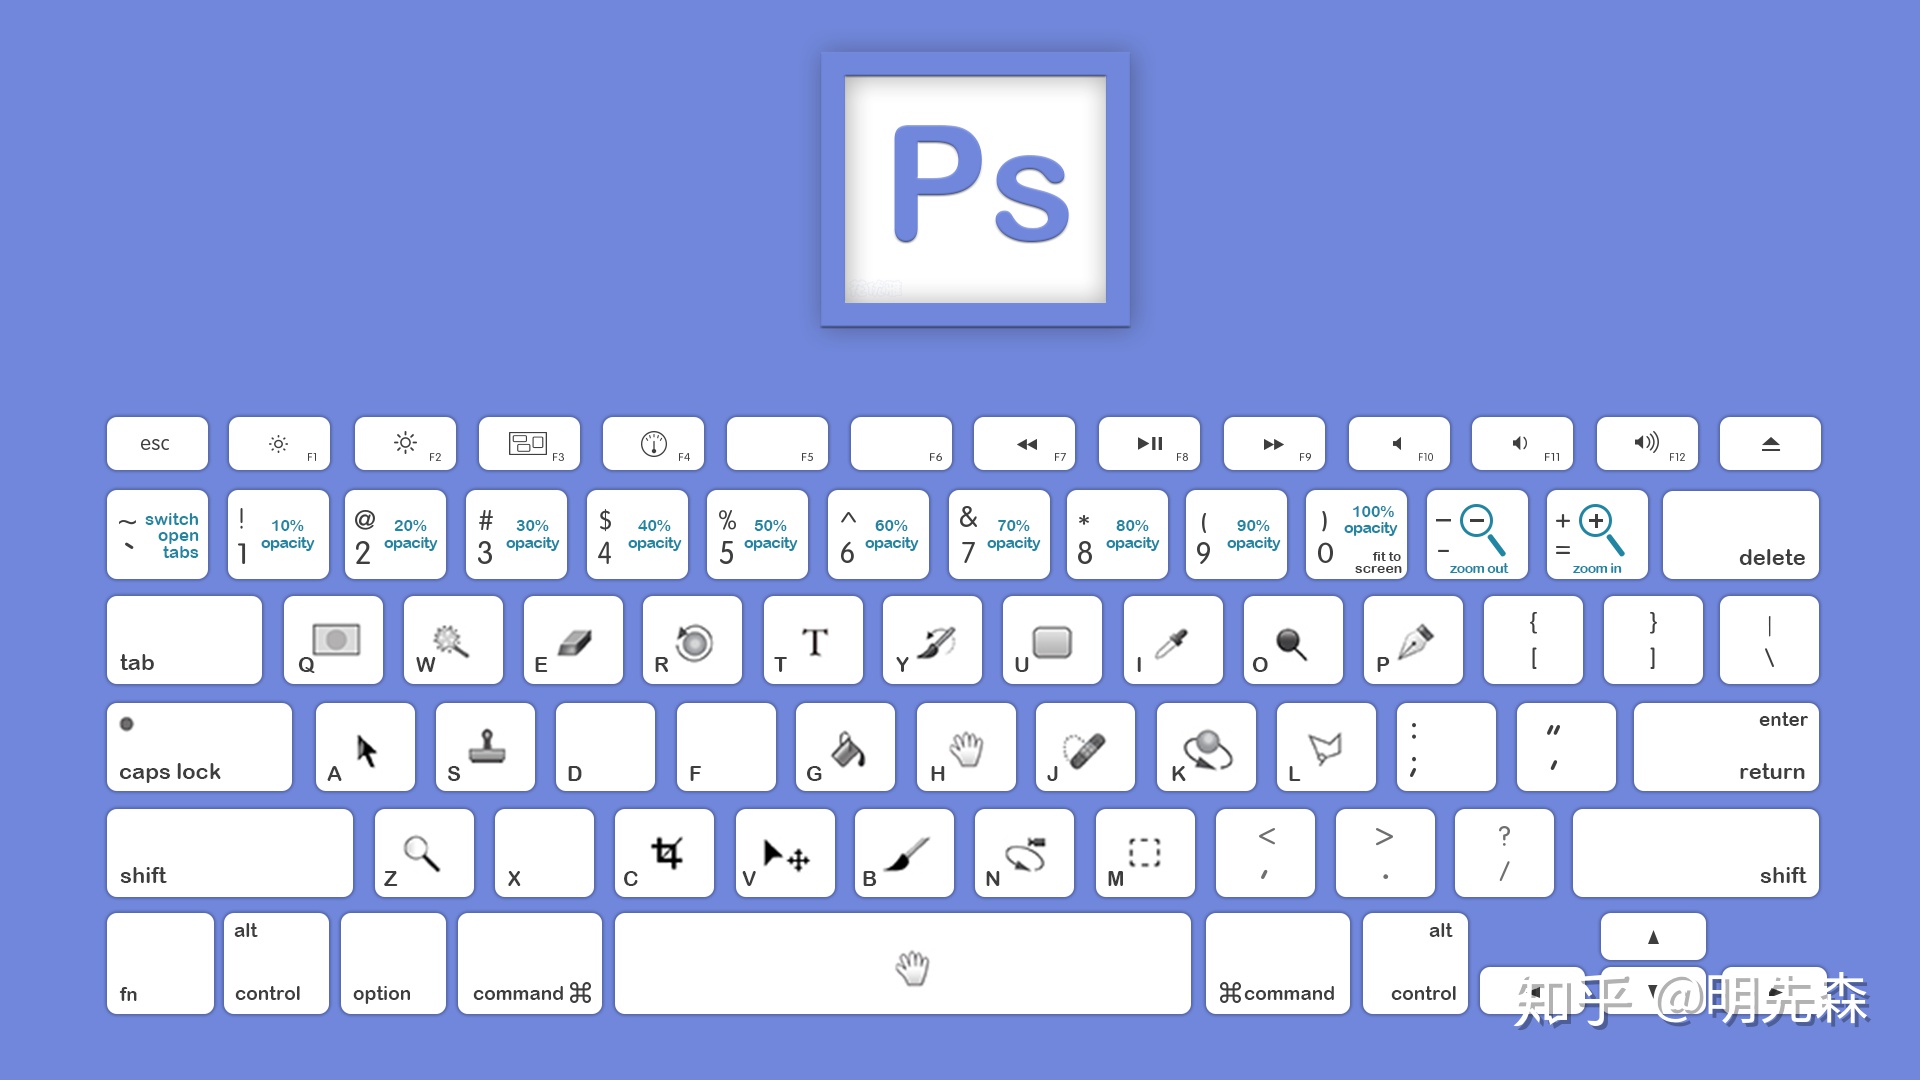 Ps
esc
F1
F2
F3
F4
F5
F6
F7
F8
F9
F10
F11
F12
~ switch
open
` tabs
! 10%
1 opacity
@ 20%
2 opacity
# 30%
3 opacity
$ 40%
4 opacity
% 50%
5 opacity
^ 60%
6 opacity
& 70%
7 opacity
* 80%
8 opacity
( 90%
9 opacity
) 100%
opacity
0 fit to
screen
–
-
zoom out
+
=
zoom in
delete
tab
Q
W
E
R
T
T
Y
U
I
O
P
{
[
}
]
|
\
caps lock
A
S
D
F
G
H
J
K
L
:
;
"
'
enter
return
shift
Z
X
C
V
B
N
M
<
,
>
.
?
/
shift
fn
alt
control
option
command ⌘
⌘ command
alt
control
知乎 @明先森